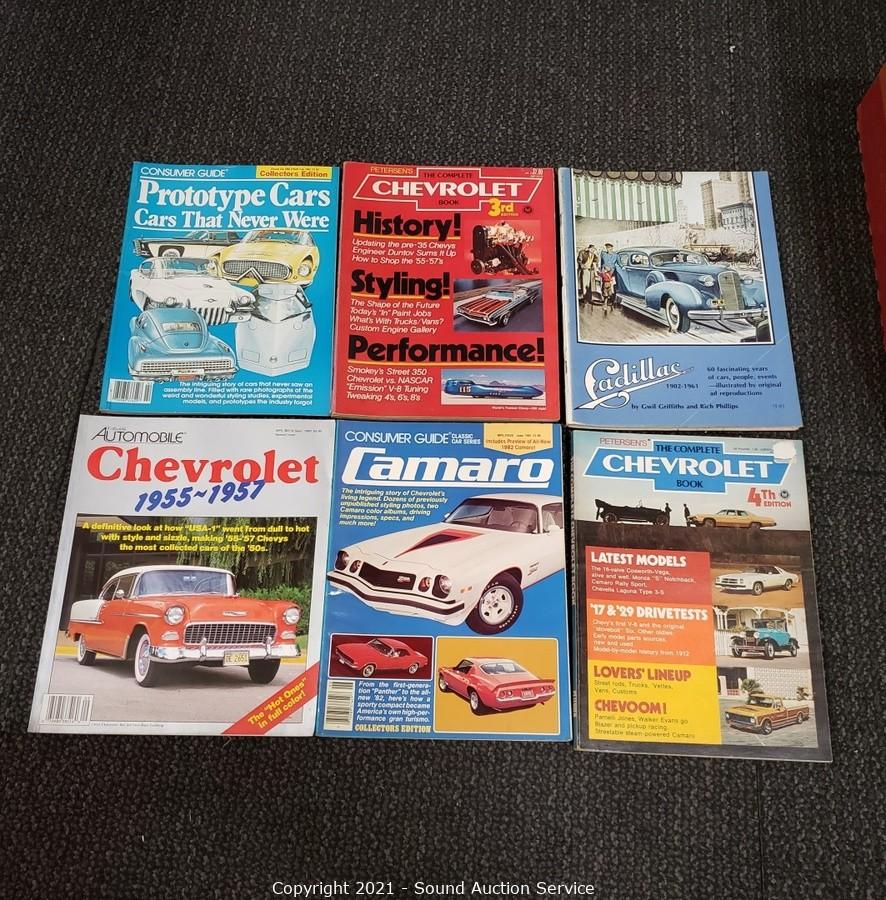 CONSUMER GUIDE®
Collectors Edition
Prototype Cars
Cars That Never Were
The intriguing story of cars that never saw an
assembly line. Filled with rare photographs of the
weird and wonderful styling studies, experimental
models, and prototypes the industry forgot!
PETERSEN'S
THE COMPLETE
CHEVROLET
BOOK
3rd
EDITION
History!
Updating the pre-'35 Chevys
Engineer Duntov Sums It Up
How to Shop the '55-'57's
Styling!
The Shape of the Future
Today's "In" Paint Jobs
What's With Trucks/Vans?
Custom Engine Gallery
Performance!
Smokey's Street 350
Chevrolet vs. NASCAR
"Emission" V-8 Tuning
Tweaking 4's, 6's, 8's
115
Cadillac
1902-1961
60 fascinating years
of cars, people, events
—illustrated by original
ad reproductions
by Gwil Griffiths and Rich Phillips
AUTOMOBILE
Chevrolet
1955~1957
A definitive look at how "USA-1" went from dull to hot
with style and sizzle, making '55-'57 Chevys
the most collected cars of the '50s.
The "Hot Ones"
in full color!
CONSUMER GUIDE® CLASSIC
CAR SERIES
Includes Preview of All-New
1982 Camaro!
Camaro
The intriguing story of Chevrolet's
living legend. Dozens of previously
unpublished styling photos, two
Camaro color albums, driving
impressions, specs, and
much more!
From the first-genera-
tion "Panther" to the all-
new '82, here's how a
sporty compact became
America's own high-per-
formance gran turismo.
COLLECTORS EDITION
PETERSEN'S
THE COMPLETE
CHEVROLET
BOOK
4TH
EDITION
LATEST MODELS
The 16-valve Cosworth-Vega,
alive and well. Monza "S" Notchback,
Camaro Rally Sport,
Chevelle Laguna Type 3-S
'17 & '29 DRIVETESTS
Chevy's first V-8 and the original
"stovebolt" Six. Other oldies.
Early model parts sources,
new and used
Model-by-model history from 1912
LOVERS' LINEUP
Street rods, Trucks, 'Vettes,
Vans, Customs
CHEVOOM!
Parnelli Jones, Walker Evans go
Blazer and pickup racing.
Streetable steam-powered Camaro
Copyright 2021 - Sound Auction Service